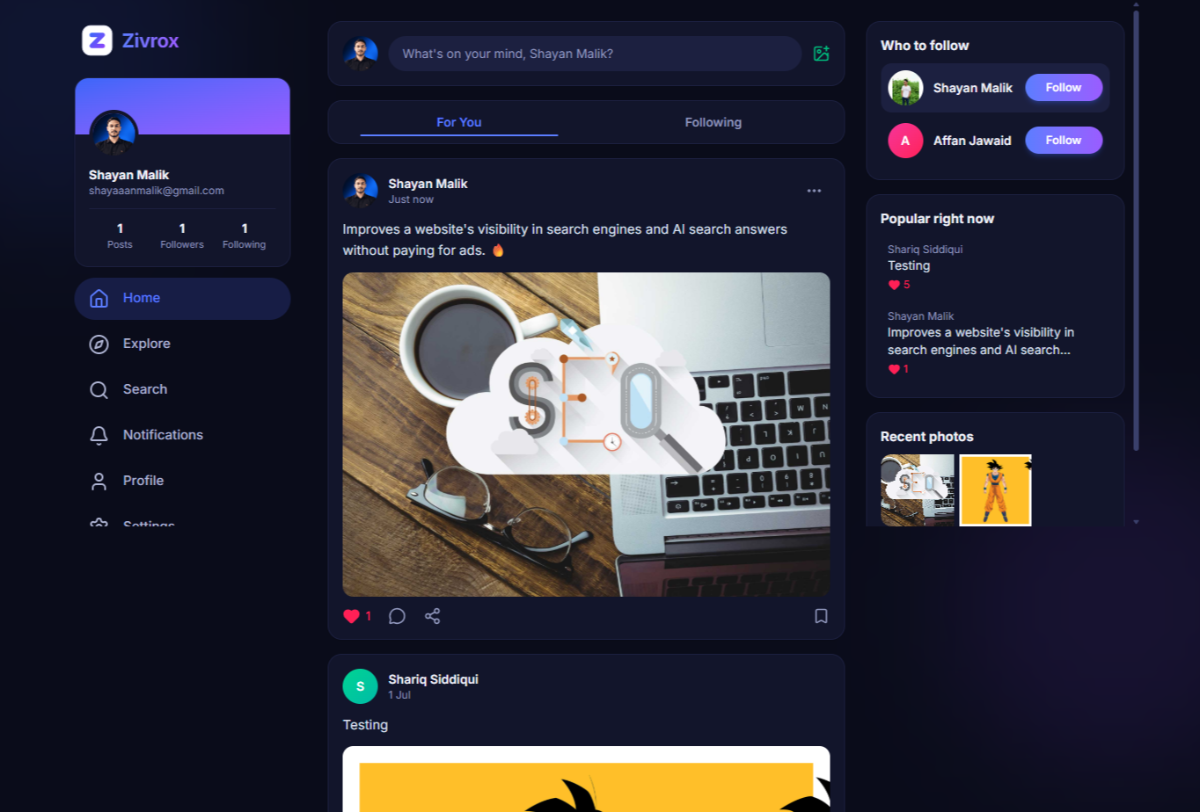 Zivrox
Shayan Malik
shayaaanmalik@gmail.com
1 1 1
Posts Followers Following
Home
Explore
Search
Notifications
Profile
Settings
What's on your mind, Shayan Malik?
For You Following
Shayan Malik
Just now
Improves a website's visibility in search engines and AI search answers
without paying for ads. 🔥
SEO
1
S
Shariq Siddiqui
1 Jul
Testing
Who to follow
Shayan Malik Follow
A Affan Jawaid Follow
Popular right now
Shariq Siddiqui
Testing
5
Shayan Malik
Improves a website's visibility in
search engines and AI search...
1
Recent photos
SEO